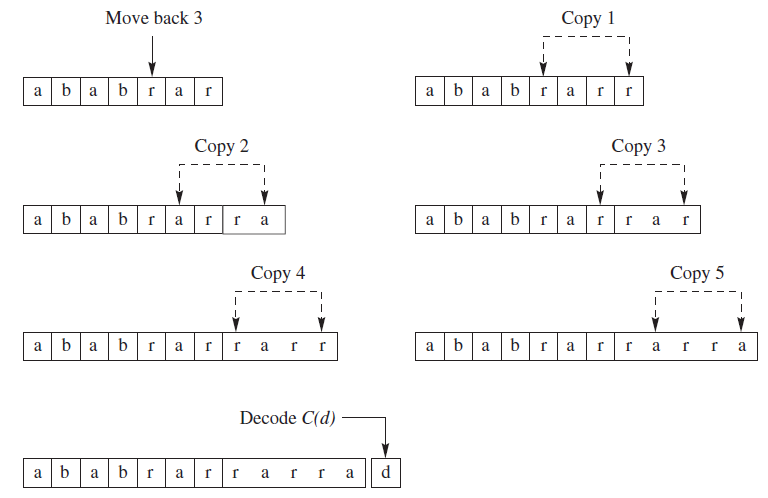 Move back 3
a b a b r a r
Copy 1
a b a b r a r r
Copy 2
a b a b r a r r a
Copy 3
a b a b r a r r a r
Copy 4
a b a b r a r r a r r
Copy 5
a b a b r a r r a r r a
Decode C(d)
a b a b r a r r a r r a d